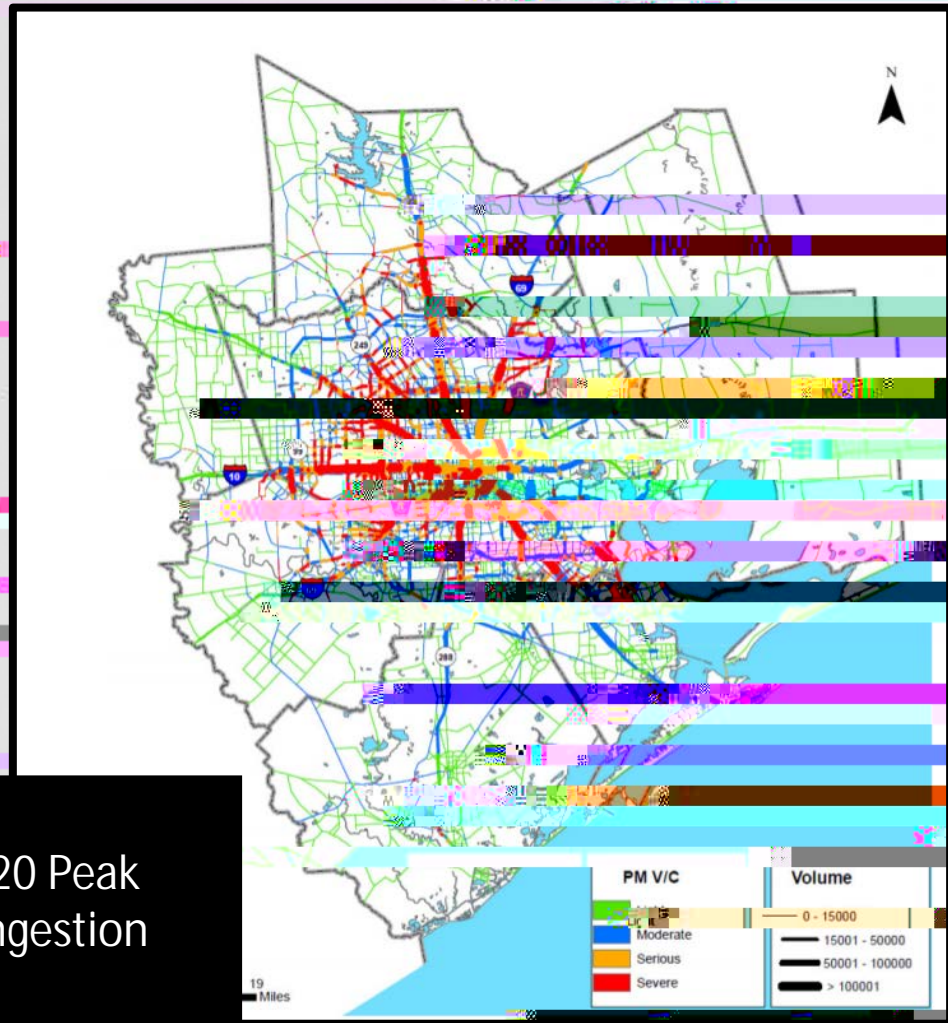 N
69
249
99
10
288
20 Peak
ngestion
19
Miles
PM V/C
Light
Moderate
Serious
Severe
Volume
0 - 15000
15001 - 50000
50001 - 100000
> 100001